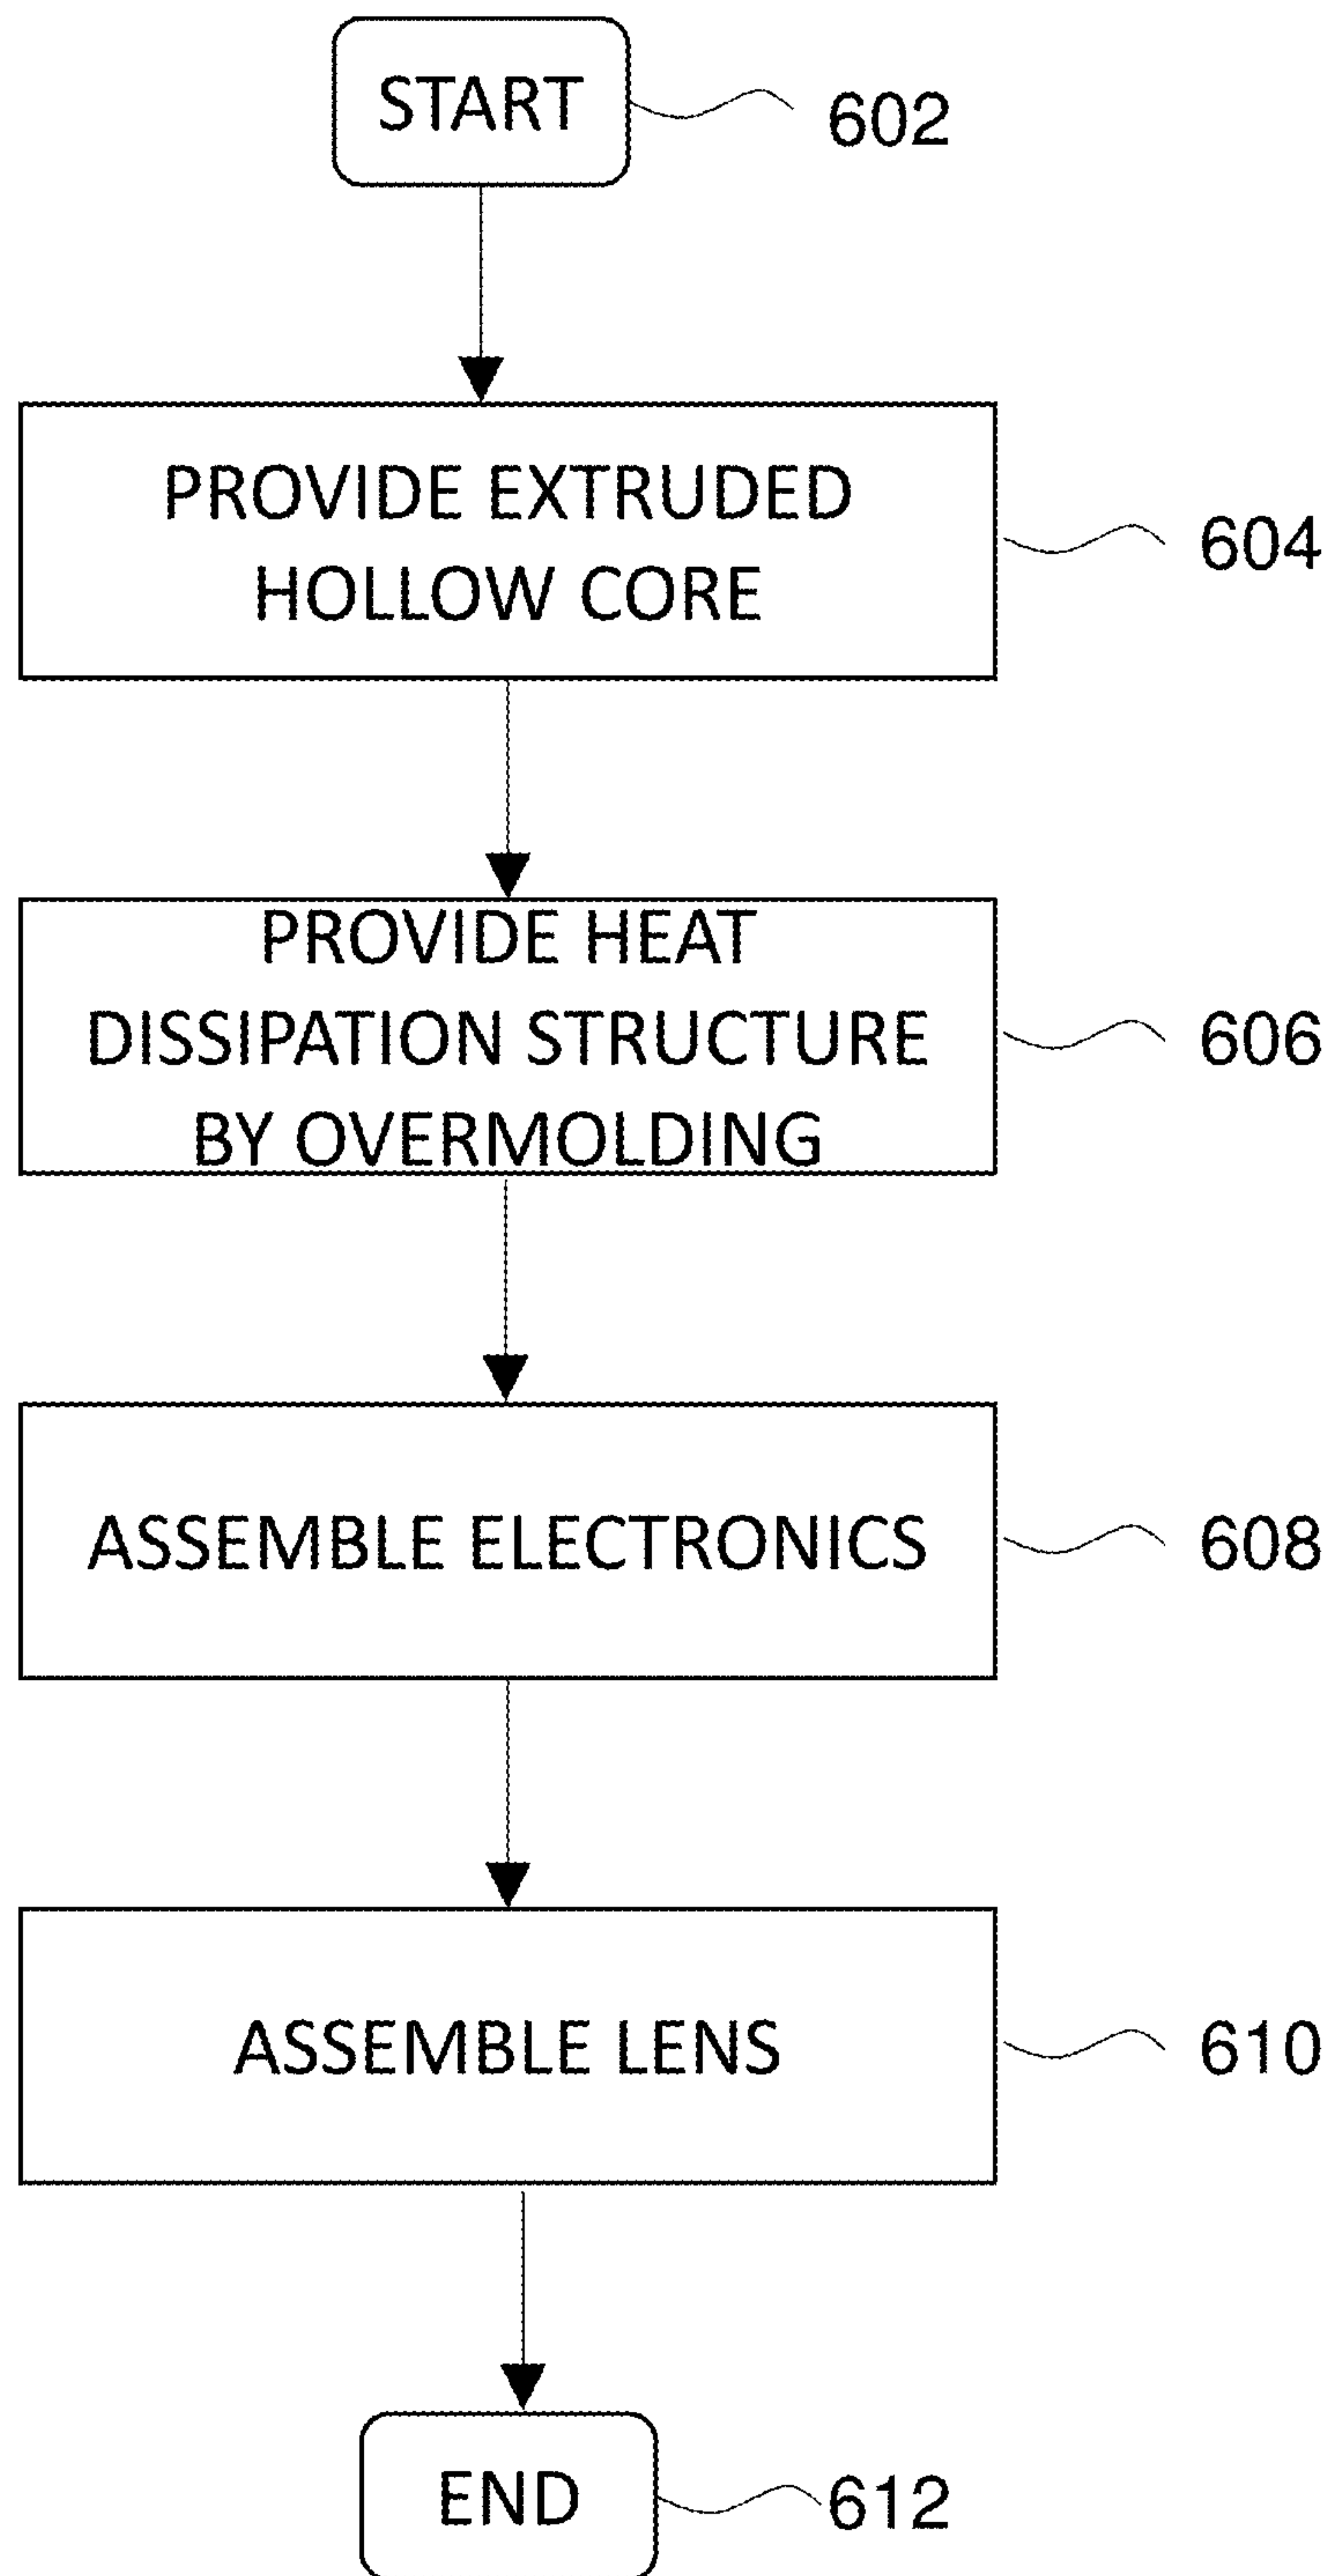 START
602
PROVIDE EXTRUDED
HOLLOW CORE
604
PROVIDE HEAT
DISSIPATION STRUCTURE
BY OVERMOLDING
606
ASSEMBLE ELECTRONICS
608
ASSEMBLE LENS
610
END
612